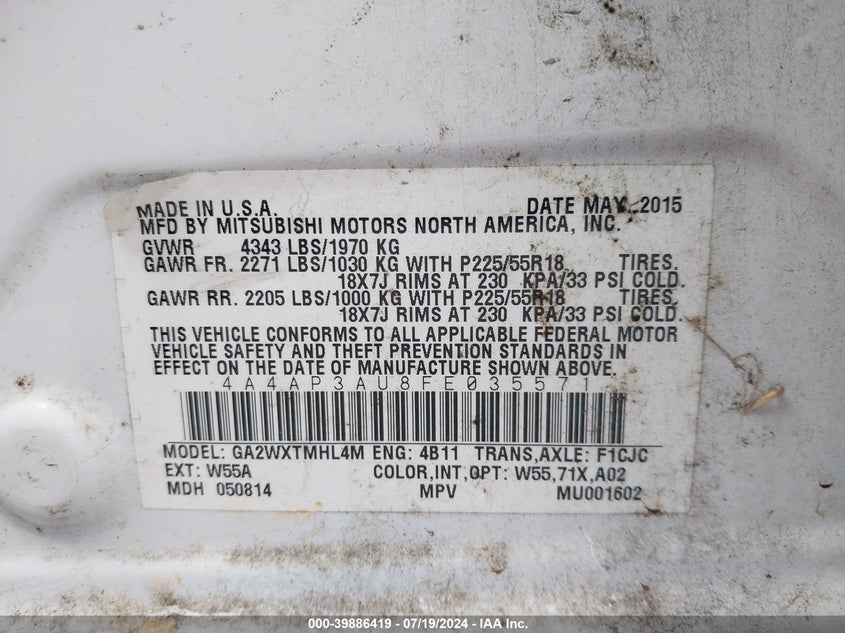 MADE IN U.S.A. DATE MAY, 2015
MFD BY MITSUBISHI MOTORS NORTH AMERICA, INC.
GVWR 4343 LBS/1970 KG
GAWR FR. 2271 LBS/1030 KG WITH P225/55R18 TIRES,
18X7J RIMS AT 230 KPA/33 PSI COLD.
GAWR RR. 2205 LBS/1000 KG WITH P225/55R18 TIRES,
18X7J RIMS AT 230 KPA/33 PSI COLD.
THIS VEHICLE CONFORMS TO ALL APPLICABLE FEDERAL MOTOR
VEHICLE SAFETY AND THEFT PREVENTION STANDARDS IN
EFFECT ON THE DATE OF MANUFACTURE SHOWN ABOVE.
4A4AP3AU8FE035571
MODEL: GA2WXTMHL4M ENG: 4B11 TRANS,AXLE: F1CJC
EXT: W55A COLOR,INT,OPT: W55,71X,A02
MDH 050814 MPV MU001602
000-39886419 - 07/19/2024 - IAA Inc.